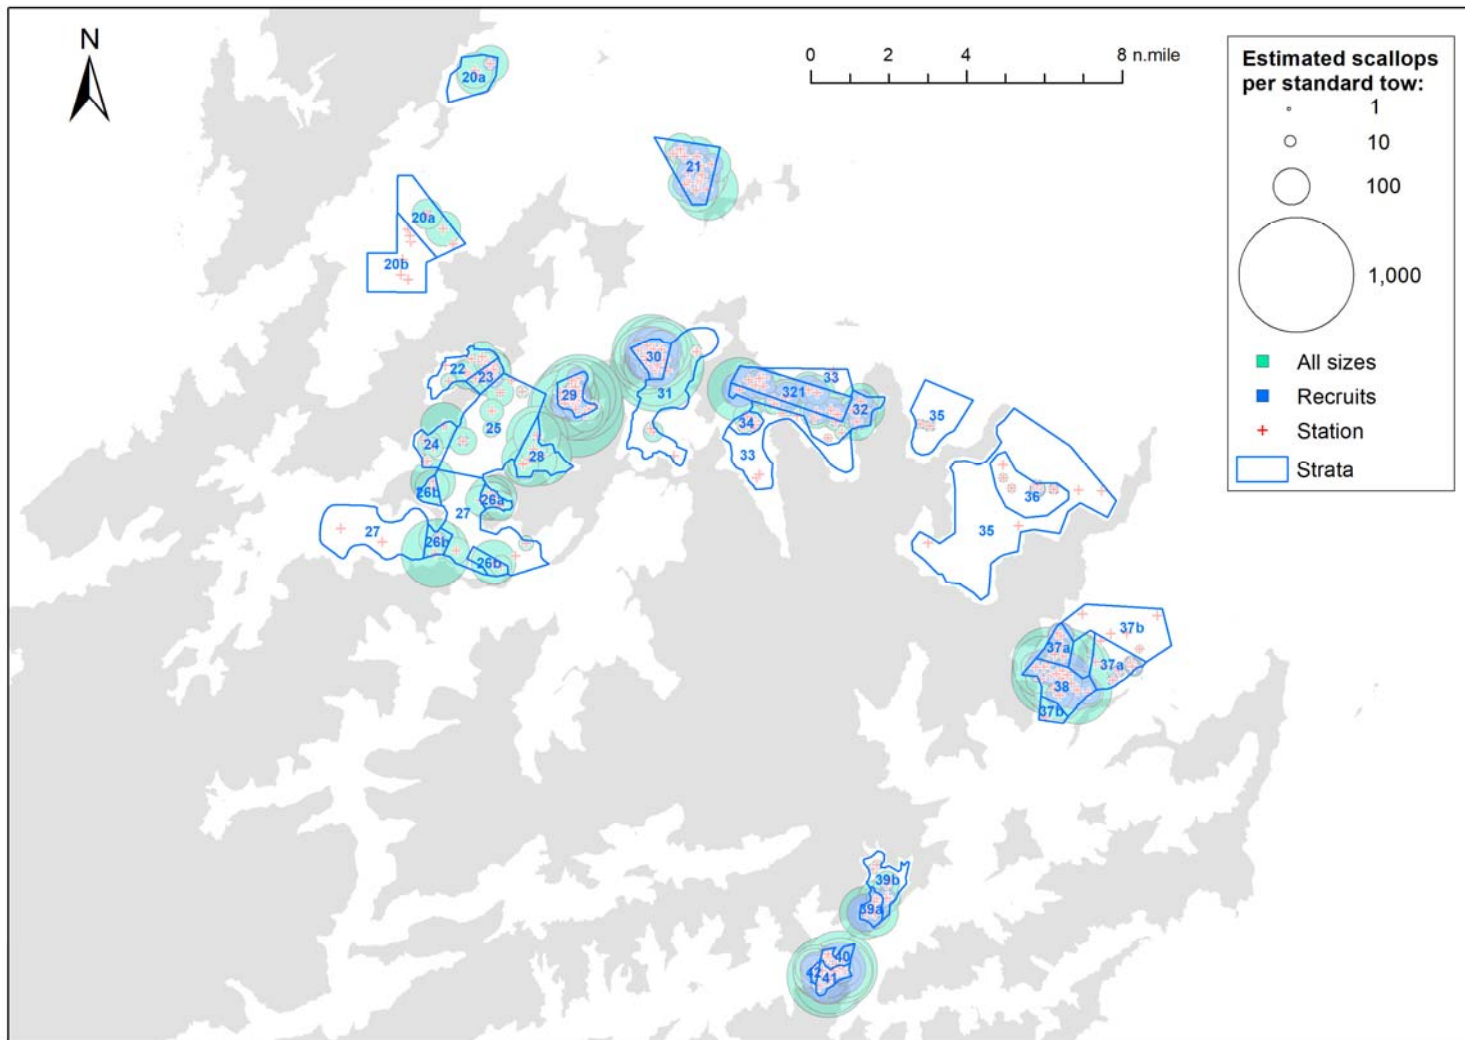 N
0 2 4 8 n.mile
Estimated scallops
per standard tow:
1
10
100
1,000
All sizes
Recruits
Station
Strata
20a
21
20a
20b
22
23
30
31
29
33
321
32
25
24
28
34
33
35
26b
26a
27
36
27
26b
26b
35
37b
37a
37a
38
37b
39b
39a
40
42
41